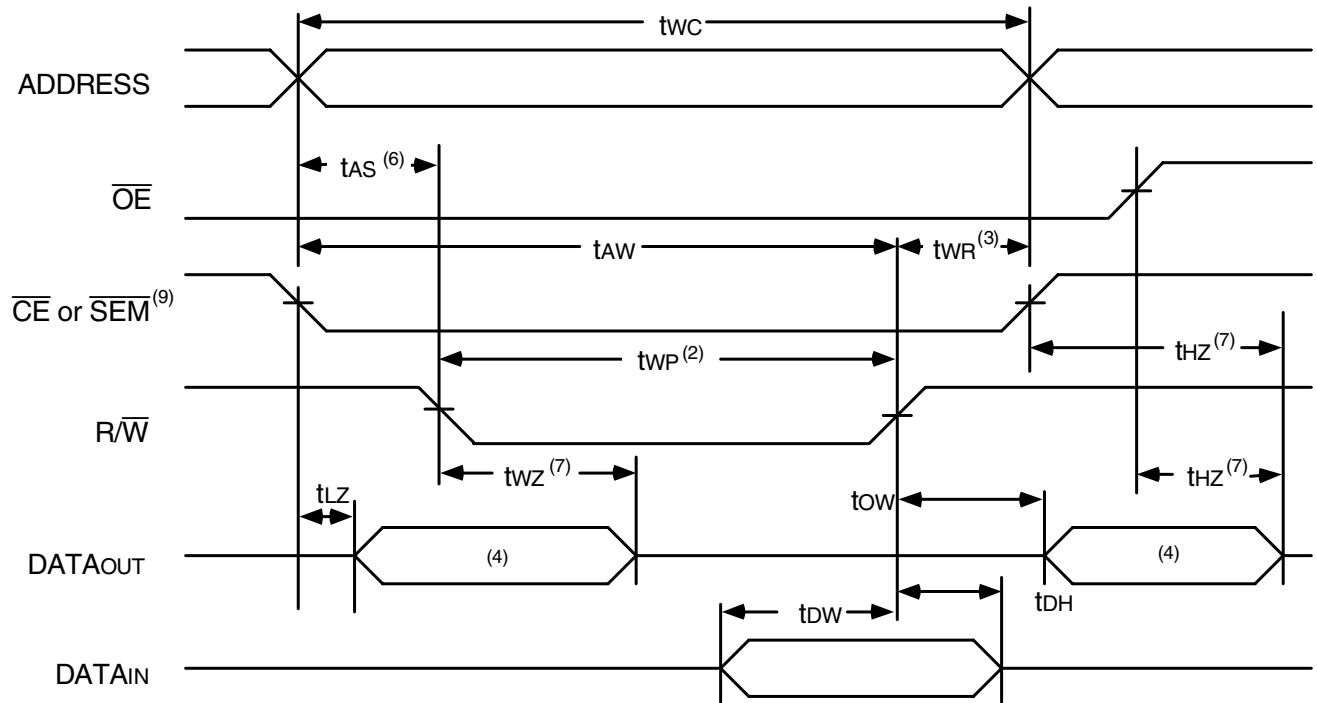 tWC
ADDRESS
tAS (6)
OE
tAW
tWR(3)
CE or SEM(9)
tWP(2)
tHZ(7)
R/W
tWZ (7)
tHZ(7)
tLZ
tOW
DATAOUT
(4)
(4)
tDW
tDH
DATAIN